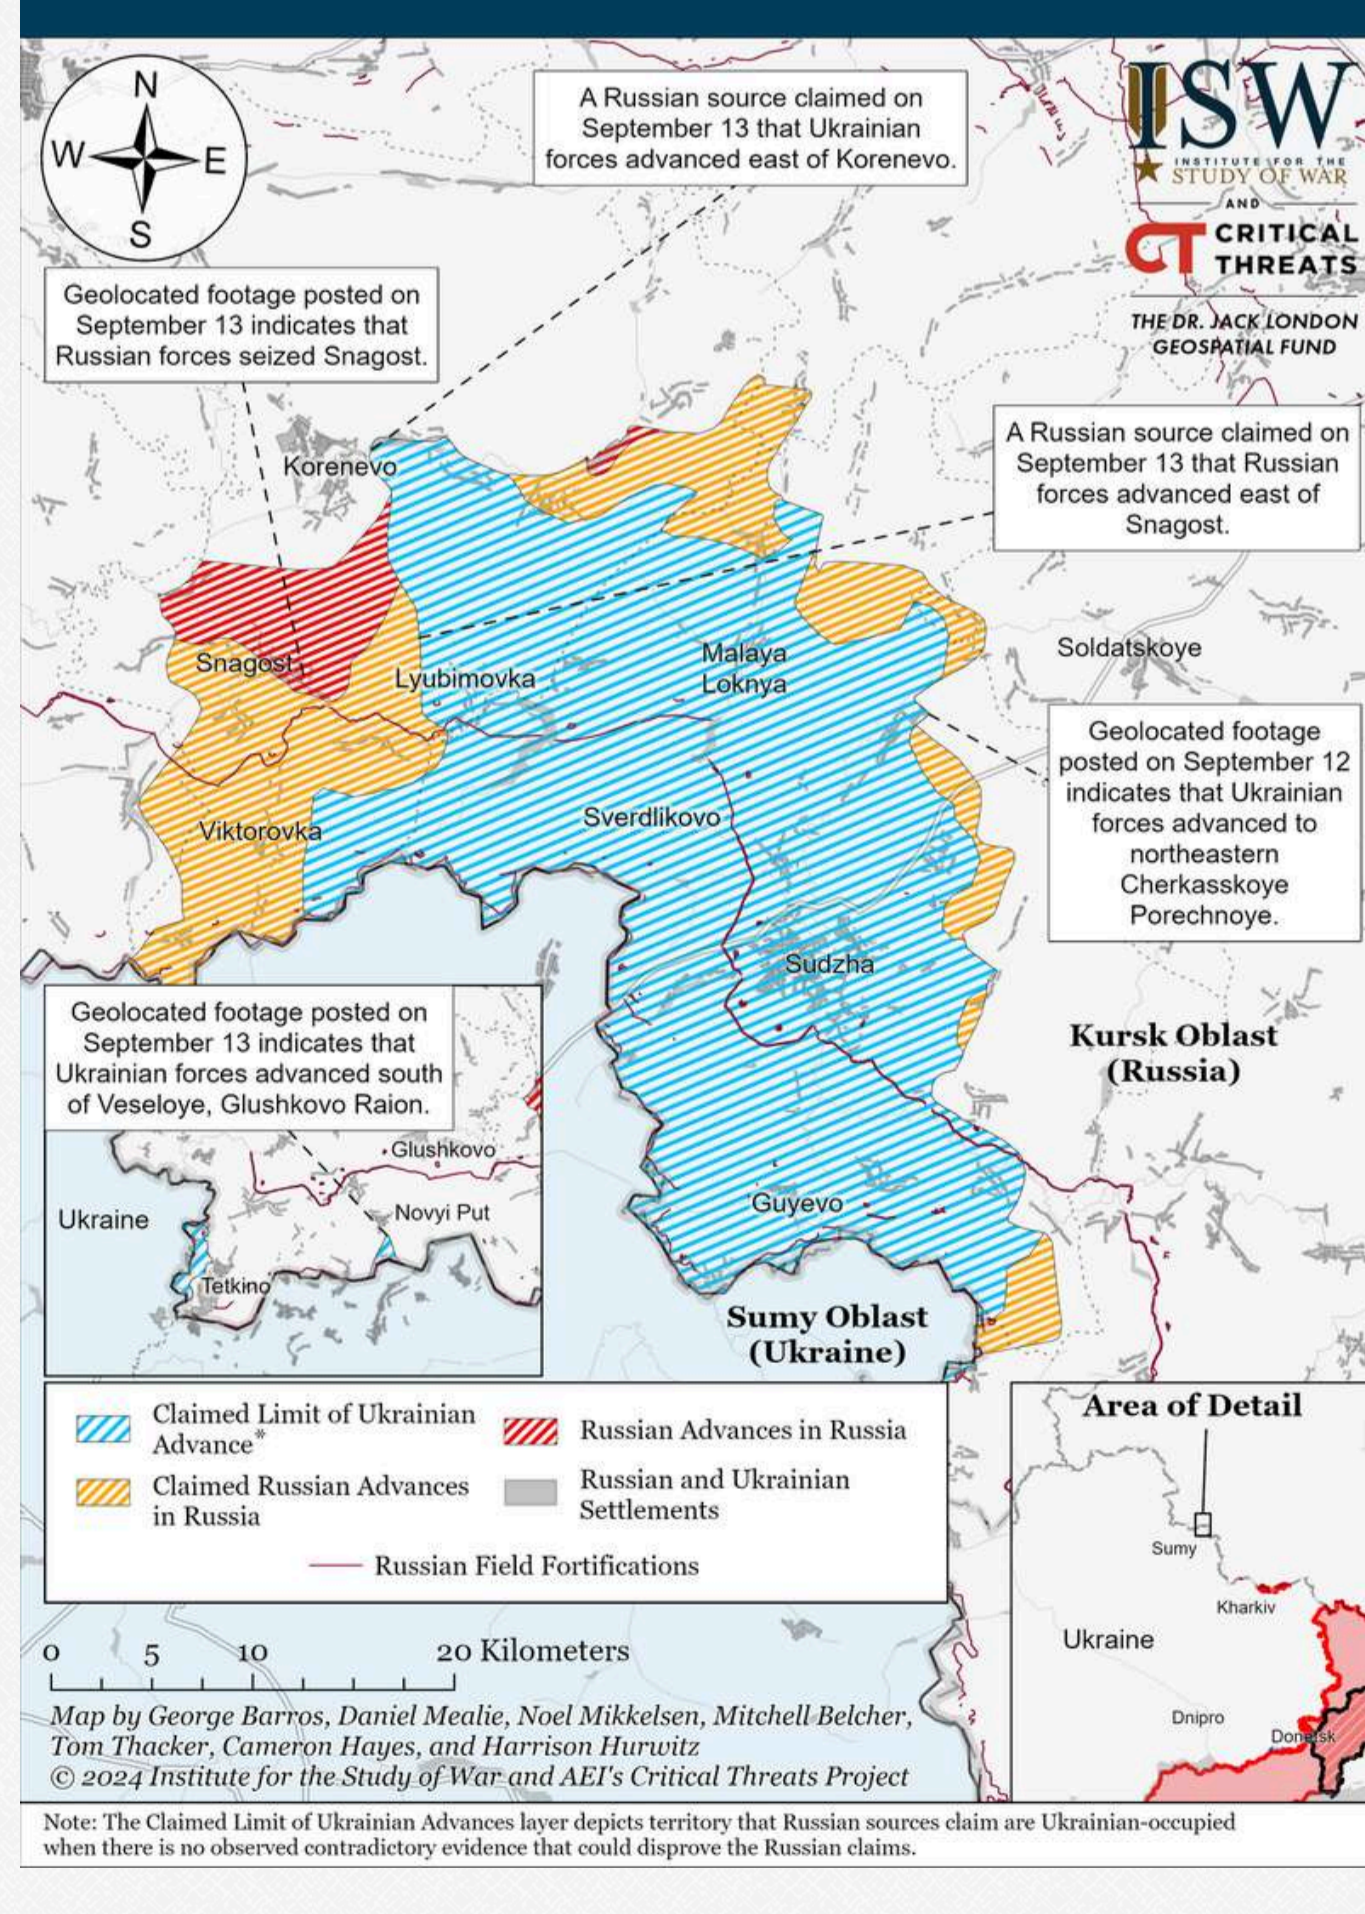 N
W
E
S
A Russian source claimed on
September 13 that Ukrainian
forces advanced east of Korenevo.
ISW
INSTITUTE FOR THE
STUDY OF WAR
AND
CT
CRITICAL
THREATS
THE DR. JACK LONDON
GEOSPATIAL FUND
Geolocated footage posted on
September 13 indicates that
Russian forces seized Snagost.
A Russian source claimed on
September 13 that Russian
forces advanced east of
Snagost.
Korenevo
Snagost
Lyubimovka
Malaya
Loknya
Soldatskoye
Geolocated footage
posted on September 12
indicates that Ukrainian
forces advanced to
northeastern
Cherkasskoye
Porechnoye.
Viktorovka
Sverdlikovo
Sudzha
Kursk Oblast
(Russia)
Geolocated footage posted on
September 13 indicates that
Ukrainian forces advanced south
of Veseloye, Glushkovo Raion.
Glushkovo
Ukraine
Novyi Put
Tetkino
Guyevo
Sumy Oblast
(Ukraine)
Claimed Limit of Ukrainian
Advance*
Russian Advances in Russia
Claimed Russian Advances
in Russia
Russian and Ukrainian
Settlements
Russian Field Fortifications
Area of Detail
Sumy
Kharkiv
Ukraine
Dnipro
Donetsk
0 5 10 20 Kilometers
Map by George Barros, Daniel Mealie, Noel Mikkelsen, Mitchell Belcher,
Tom Thacker, Cameron Hayes, and Harrison Hurwitz
© 2024 Institute for the Study of War and AEI's Critical Threats Project
Note: The Claimed Limit of Ukrainian Advances layer depicts territory that Russian sources claim are Ukrainian-occupied
when there is no observed contradictory evidence that could disprove the Russian claims.